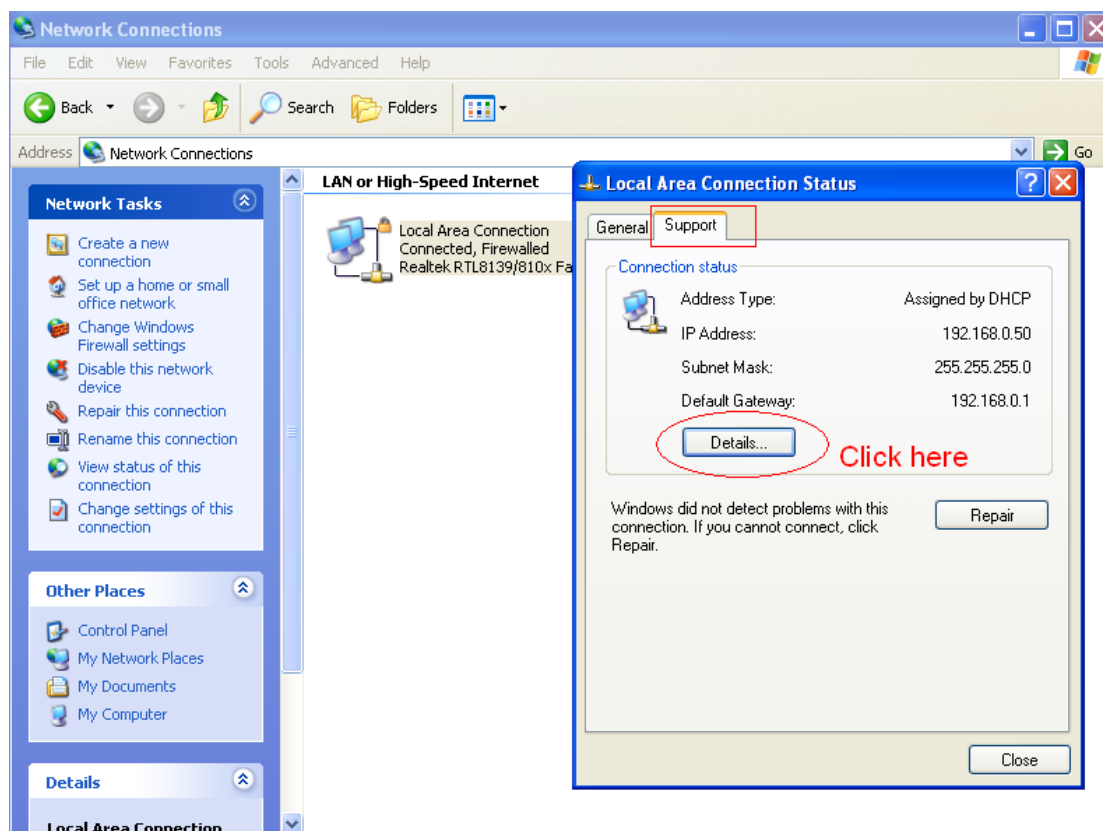 Network Connections
File Edit View Favorites Tools Advanced Help
Back Search Folders
Address Network Connections Go
Network Tasks
Create a new
connection
Set up a home or small
office network
Change Windows
Firewall settings
Disable this network
device
Repair this connection
Rename this connection
View status of this
connection
Change settings of this
connection
Other Places
Control Panel
My Network Places
My Documents
My Computer
Details
Local Area Connection
LAN or High-Speed Internet
Local Area Connection
Connected, Firewalled
Realtek RTL8139/810x Fa
Local Area Connection Status
General Support
Connection status
Address Type: Assigned by DHCP
IP Address: 192.168.0.50
Subnet Mask: 255.255.255.0
Default Gateway: 192.168.0.1
Details...
Click here
Windows did not detect problems with this
connection. If you cannot connect, click
Repair.
Repair
Close